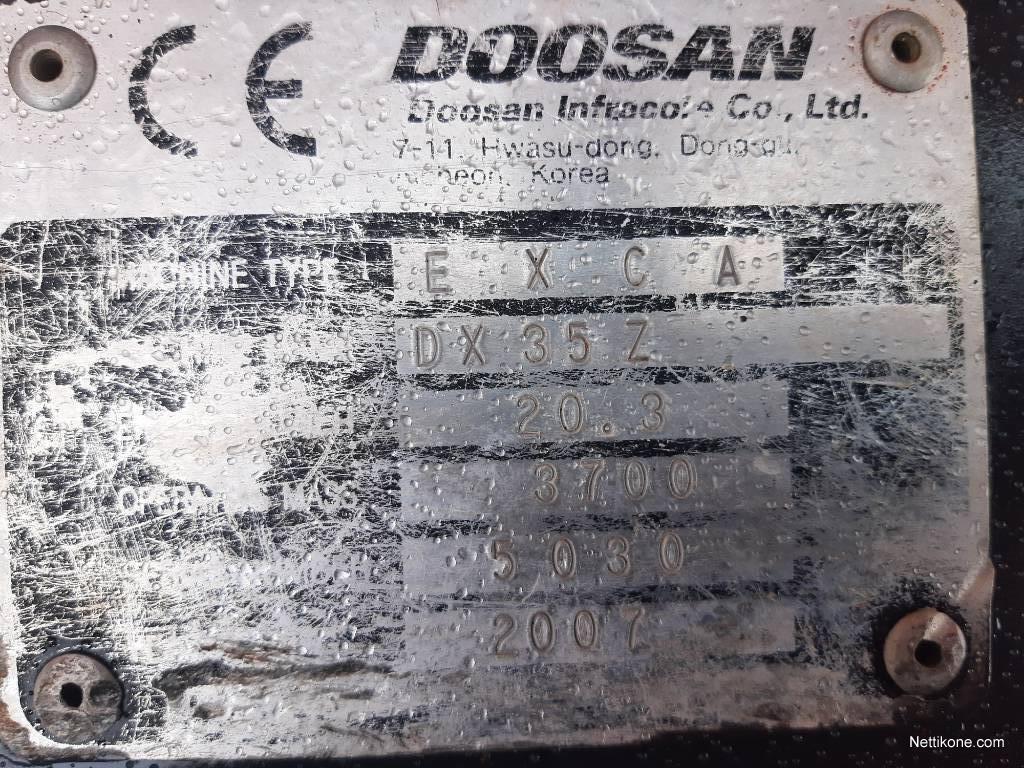 CE DOOSAN
Doosan Infracore Co., Ltd.
7-11, Hwasu-dong, Dong-gu,
Korea
MACHINE TYPE E X C A
DX 35 Z
20.3
MASS 3700
5030
2007
Nettikone.com